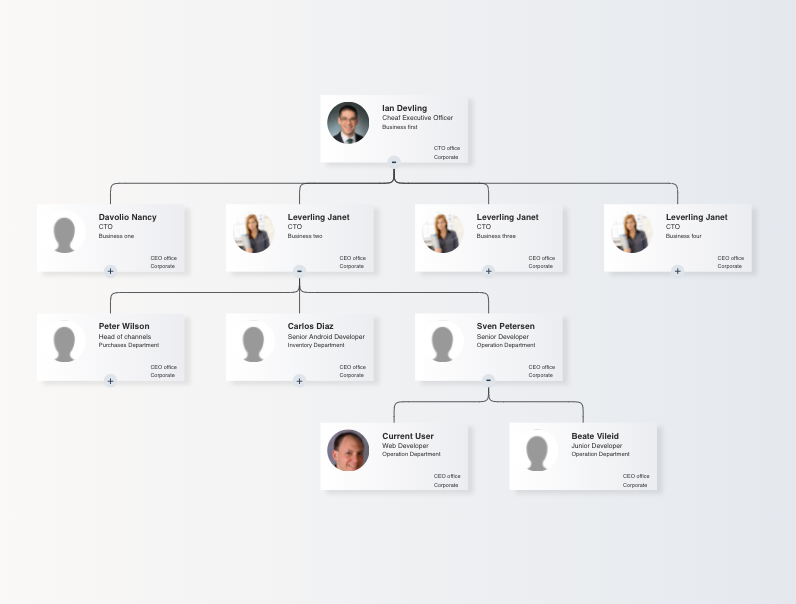 Ian Devling
Cheaf Executive Officer
Business first
CTO office
Corporate
-
Davolio Nancy
CTO
Business one
CEO office
Corporate
+
Leverling Janet
CTO
Business two
CEO office
Corporate
-
Leverling Janet
CTO
Business three
CEO office
Corporate
+
Leverling Janet
CTO
Business four
CEO office
Corporate
+
Peter Wilson
Head of channels
Purchases Department
CEO office
Corporate
+
Carlos Diaz
Senior Android Developer
Inventory Department
CEO office
Corporate
+
Sven Petersen
Senior Developer
Operation Department
CEO office
Corporate
-
Current User
Web Developer
Operation Department
CEO office
Corporate
Beate Vileid
Junior Developer
Operation Department
CEO office
Corporate